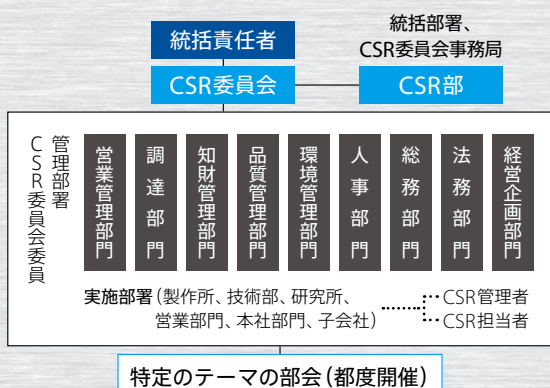 統括責任者
統括部署、
CSR委員会事務局
CSR委員会
CSR部
管理部署
CSR委員会委員
営業管理部門
調達部門
知財管理部門
品質管理部門
環境管理部門
人事部門
総務部門
法務部門
経営企画部門
実施部署(製作所、技術部、研究所、
営業部門、本社部門、子会社)
CSR管理者
CSR担当者
特定のテーマの部会(都度開催)